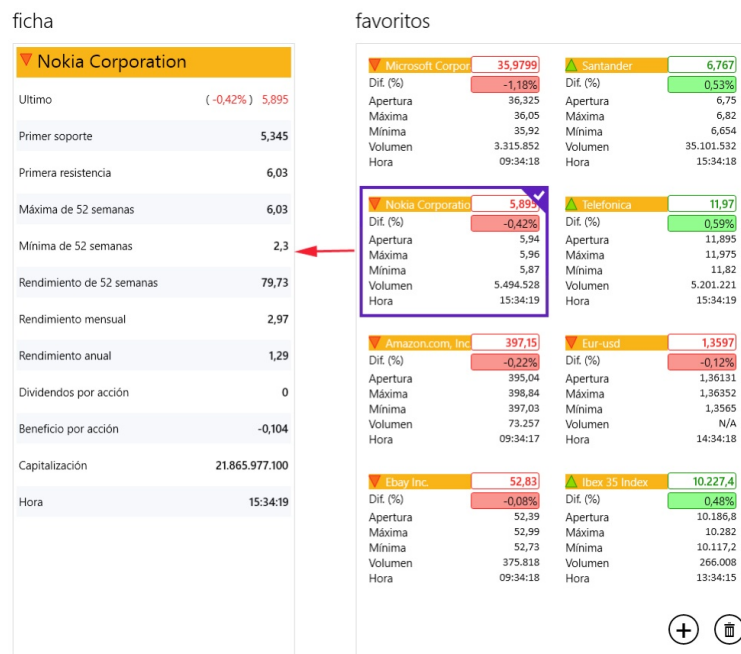 ficha
Nokia Corporation
Ultimo ( -0,42% ) 5,895
Primer soporte 5,345
Primera resistencia 6,03
Máxima de 52 semanas 6,03
Mínima de 52 semanas 2,3
Rendimiento de 52 semanas 79,73
Rendimiento mensual 2,97
Rendimiento anual 1,29
Dividendos por acción 0
Beneficio por acción -0,104
Capitalización 21.865.977.100
Hora 15:34:19
favoritos
Microsoft Corpor 35,9799
Dif. (%) -1,18%
Apertura 36,325
Máxima 36,05
Mínima 35,92
Volumen 3.315.852
Hora 09:34:18
Santander 6,767
Dif. (%) 0,53%
Apertura 6,75
Máxima 6,82
Mínima 6,654
Volumen 35.101.532
Hora 15:34:18
Nokia Corporatio 5,895
Dif. (%) -0,42%
Apertura 5,94
Máxima 5,96
Mínima 5,87
Volumen 5.494.528
Hora 15:34:19
Telefonica 11,97
Dif. (%) 0,59%
Apertura 11,895
Máxima 11,975
Mínima 11,82
Volumen 5.201.221
Hora 15:34:19
Amazon.com, Inc 397,15
Dif. (%) -0,22%
Apertura 395,04
Máxima 398,84
Mínima 397,03
Volumen 73.257
Hora 09:34:17
Eur-usd 1,3597
Dif. (%) -0,12%
Apertura 1,36131
Máxima 1,36352
Mínima 1,3565
Volumen N/A
Hora 14:34:18
Ebay Inc. 52,83
Dif. (%) -0,08%
Apertura 52,39
Máxima 52,99
Mínima 52,73
Volumen 375.818
Hora 09:34:18
Ibex 35 Index 10.227,4
Dif. (%) 0,48%
Apertura 10.186,8
Máxima 10.282
Mínima 10.117,2
Volumen 266.008
Hora 13:34:15